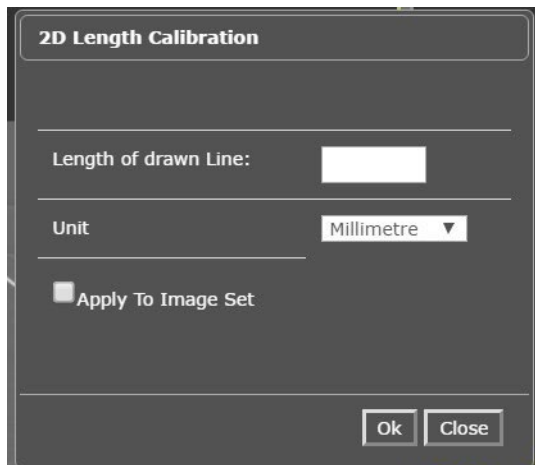 2D Length Calibration
Length of drawn Line:
Unit Millimetre ▼
Apply To Image Set
Ok Close